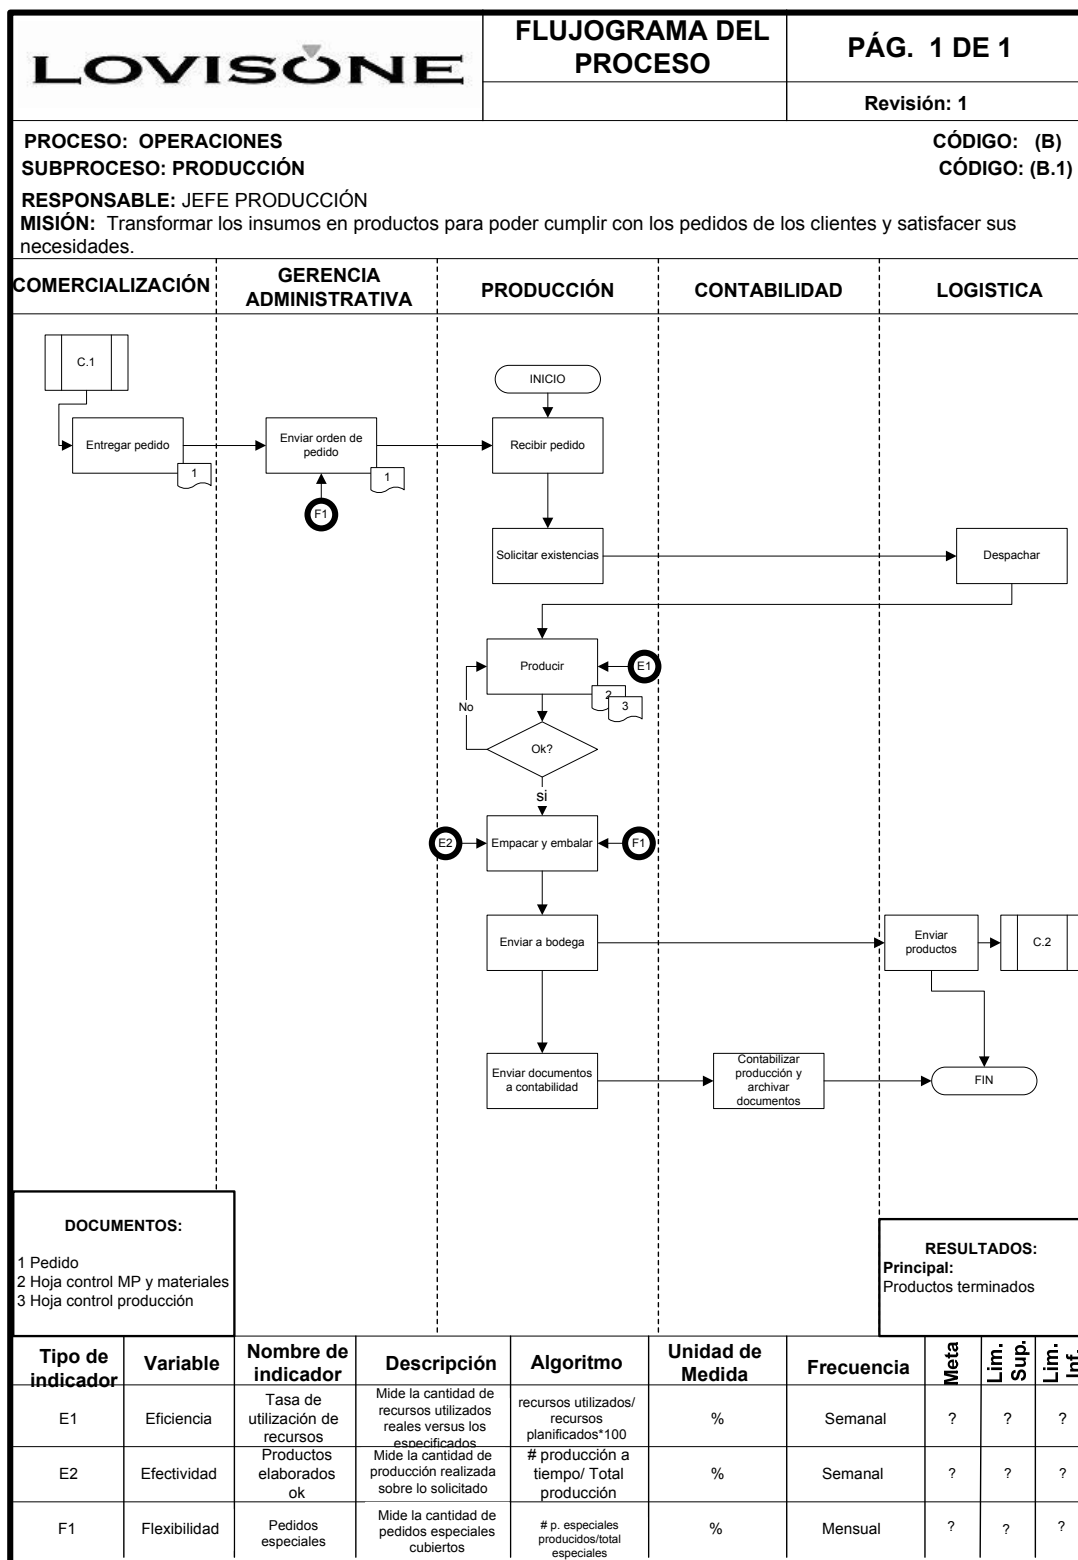 LOVISONE
FLUJOGRAMA DEL
PROCESO
PÁG. 1 DE 1
Revisión: 1
PROCESO: OPERACIONES
CÓDIGO: (B)
SUBPROCESO: PRODUCCIÓN
CÓDIGO: (B.1)
RESPONSABLE: JEFE PRODUCCIÓN
MISIÓN: Transformar los insumos en productos para poder cumplir con los pedidos de los clientes y satisfacer sus
necesidades.
COMERCIALIZACIÓN
GERENCIA
ADMINISTRATIVA
PRODUCCIÓN
CONTABILIDAD
LOGISTICA
C.1
INICIO
Entregar pedido
1
Enviar orden de
pedido
1
Recibir pedido
F1
Solicitar existencias
Despachar
Producir
E1
2
3
No
Ok?
si
E2
Empacar y embalar
F1
Enviar a bodega
Enviar
productos
C.2
Enviar documentos
a contabilidad
Contabilizar
producción y
archivar
documentos
FIN
DOCUMENTOS:
1 Pedido
2 Hoja control MP y materiales
3 Hoja control producción
RESULTADOS:
Principal:
Productos terminados
Tipo de
indicador
Variable
Nombre de
indicador
Descripción
Algoritmo
Unidad de
Medida
Frecuencia
Meta
Lim.
Sup.
Lim.
Inf.
E1
Eficiencia
Tasa de
utilización de
recursos
Mide la cantidad de
recursos utilizados
reales versus los
especificados
recursos utilizados/
recursos
planificados*100
%
Semanal
?
?
?
E2
Efectividad
Productos
elaborados
ok
Mide la cantidad de
producción realizada
sobre lo solicitado
# producción a
tiempo/ Total
producción
%
Semanal
?
?
?
F1
Flexibilidad
Pedidos
especiales
Mide la cantidad de
pedidos especiales
cubiertos
# p. especiales
producidos/total
especiales
%
Mensual
?
?
?